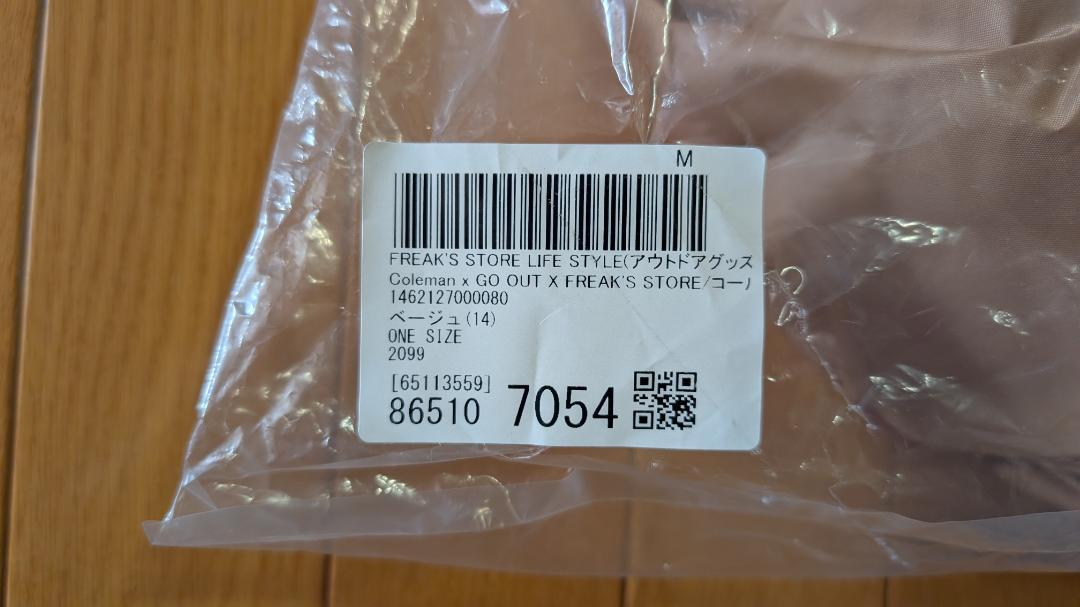 M
FREAK'S STORE LIFE STYLE(アウトドアグッズ
Coleman x GO OUT X FREAK'S STORE/コー
1462127000080
ベージュ(14)
ONE SIZE
2099
[65113559]
86510 7054